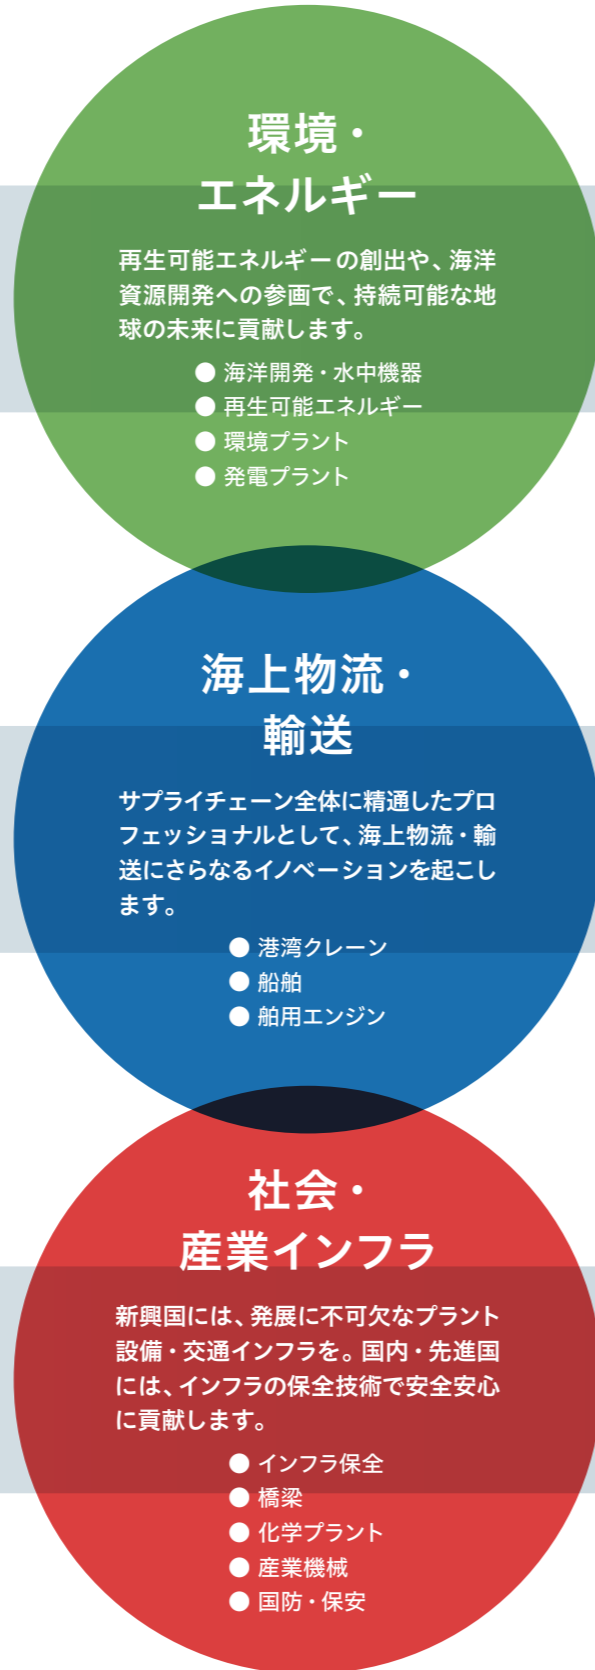 環境・
エネルギー
再生可能エネルギーの創出や、海洋
資源開発への参画で、持続可能な地
球の未来に貢献します。
● 海洋開発・水中機器
● 再生可能エネルギー
● 環境プラント
● 発電プラント
海上物流・
輸送
サプライチェーン全体に精通したプロ
フェッショナルとして、海上物流・輸
送にさらなるイノベーションを起こし
ます。
● 港湾クレーン
● 船舶
● 舶用エンジン
社会・
産業インフラ
新興国には、発展に不可欠なプラント
設備・交通インフラを。国内・先進国
には、インフラの保全技術で安全安心
に貢献します。
● インフラ保全
● 橋梁
● 化学プラント
● 産業機械
● 国防・保安